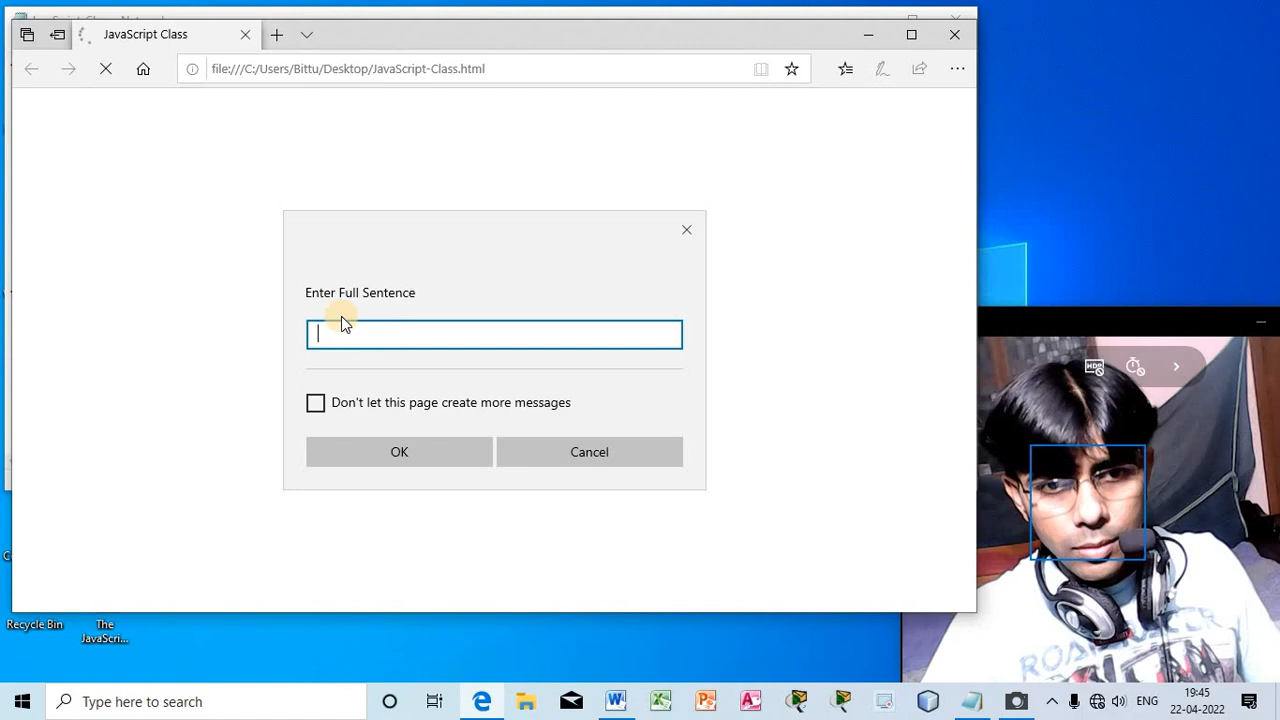 JavaScript Class
file:///C:/Users/Bittu/Desktop/JavaScript-Class.html
Enter Full Sentence
Don't let this page create more messages
OK
Cancel
HDR
Recycle Bin
The
JavaScri...
Type here to search
ENG
19:45
22-04-2022